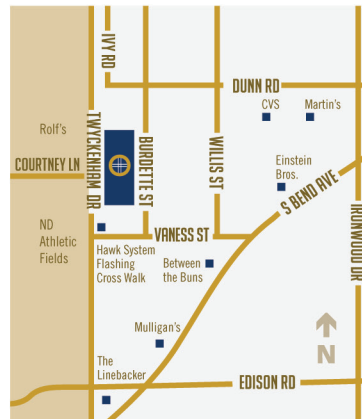 IVY RD
DUNN RD
CVS
Martin's
Rolf's
TWYCKENHAM DR
BURDETTE ST
WILLIS ST
COURTNEY LN
Einstein
Bros.
S BEND AVE
IRONWOOD DR
ND
Athletic
Fields
VANESS ST
Hawk System
Flashing
Cross Walk
Between
the Buns
Mulligan's
N
The
Linebacker
EDISON RD